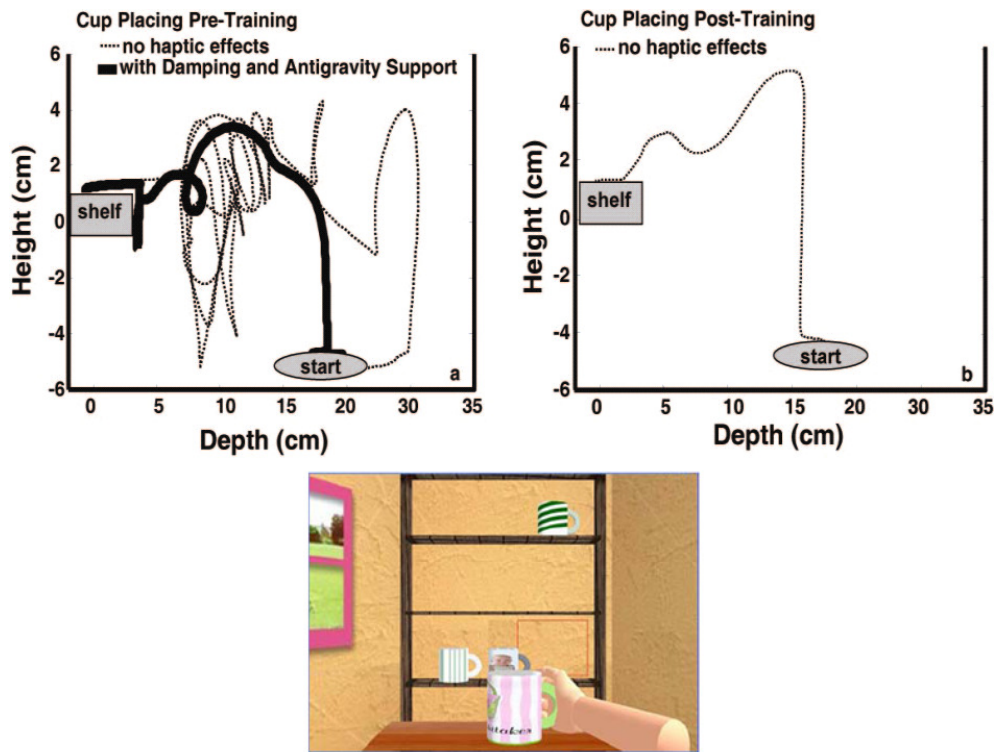 Cup Placing Pre-Training
no haptic effects
with Damping and Antigravity Support
6
4
2
0
-2
-4
-6
Height (cm)
shelf
start
a
0 5 10 15 20 30 35
Depth (cm)
Cup Placing Post-Training
no haptic effects
6
4
2
0
-2
-4
-6
Height (cm)
shelf
start
b
0 5 10 15 20 30 35
Depth (cm)